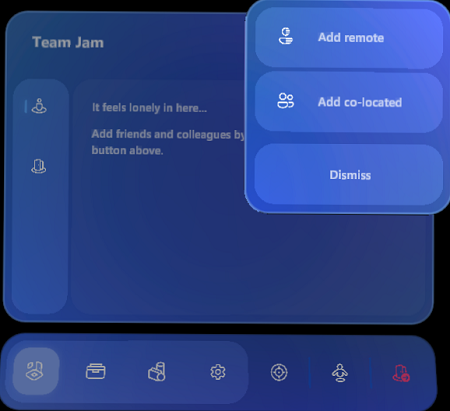 Team Jam
It feels lonely in here...
Add friends and colleagues by
button above.
Add remote
Add co-located
Dismiss